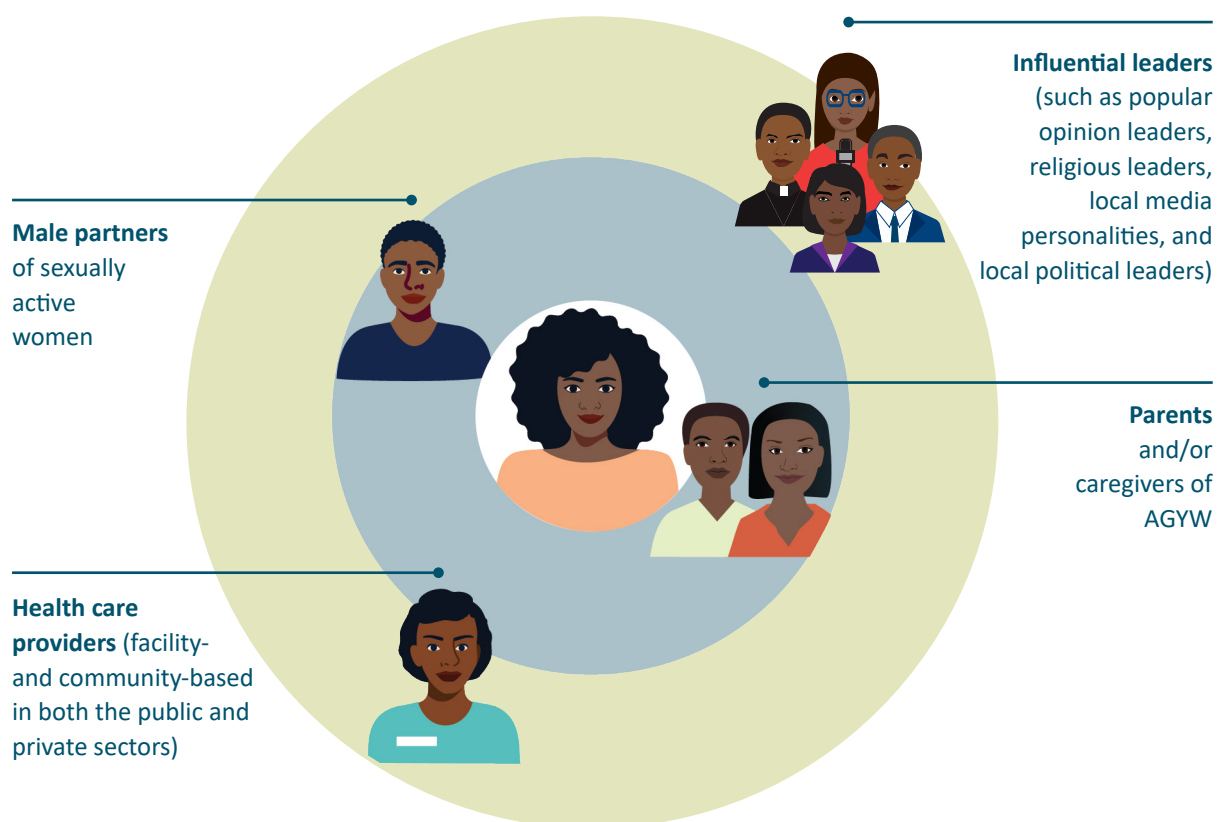 Influential leaders
(such as popular
opinion leaders,
religious leaders,
local media
personalities, and
local political leaders)
Male partners
of sexually
active
women
Parents
and/or
caregivers of
AGYW
Health care
providers (facility-
and community-based
in both the public and
private sectors)